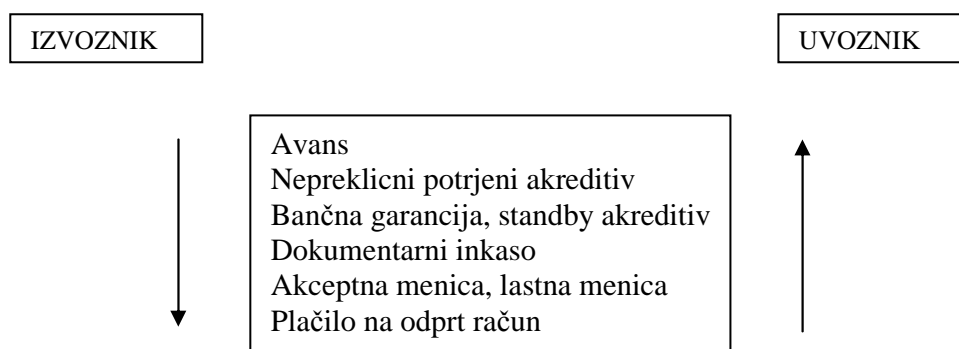 IZVOZNIK
UVOZNIK
Avans
Nepreklicni potrjeni akreditiv
Bančna garancija, standby akreditiv
Dokumentarni inkaso
Akceptna menica, lastna menica
Plačilo na odprt račun